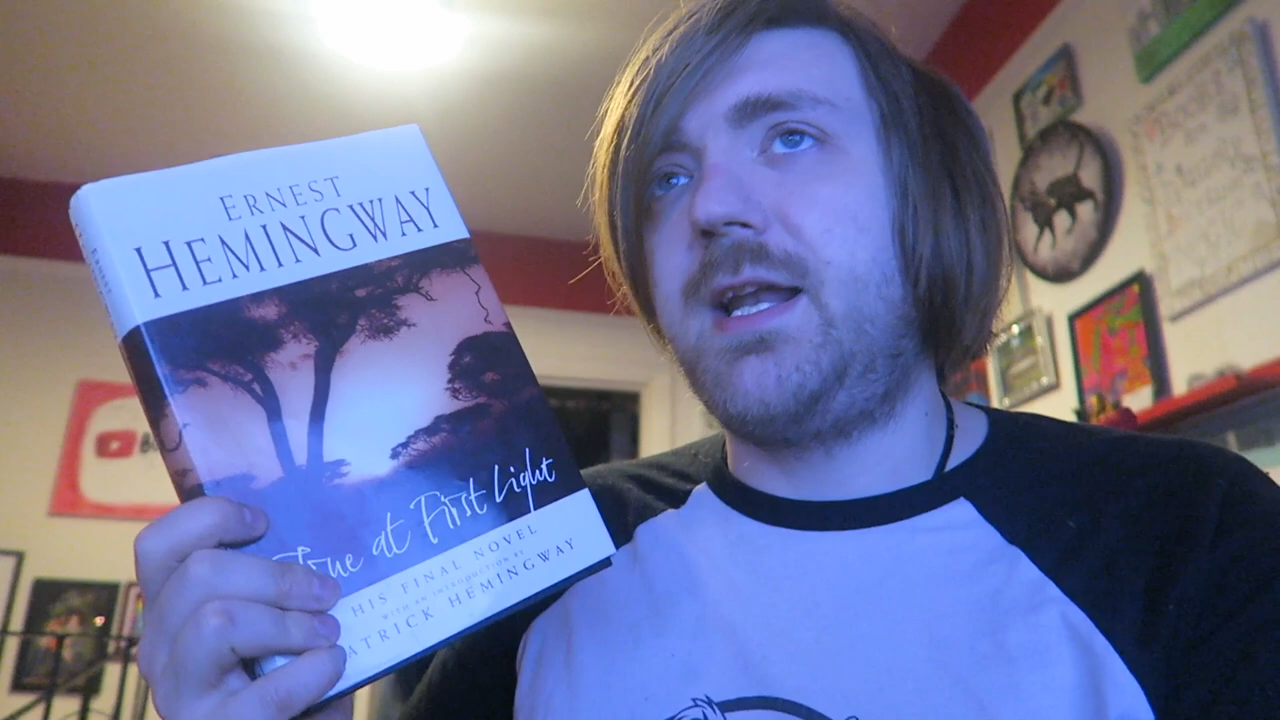 ERNEST
HEMINGWAY
True at First Light
HIS FINAL NOVEL
WITH AN INTRODUCTION BY
PATRICK HEMINGWAY